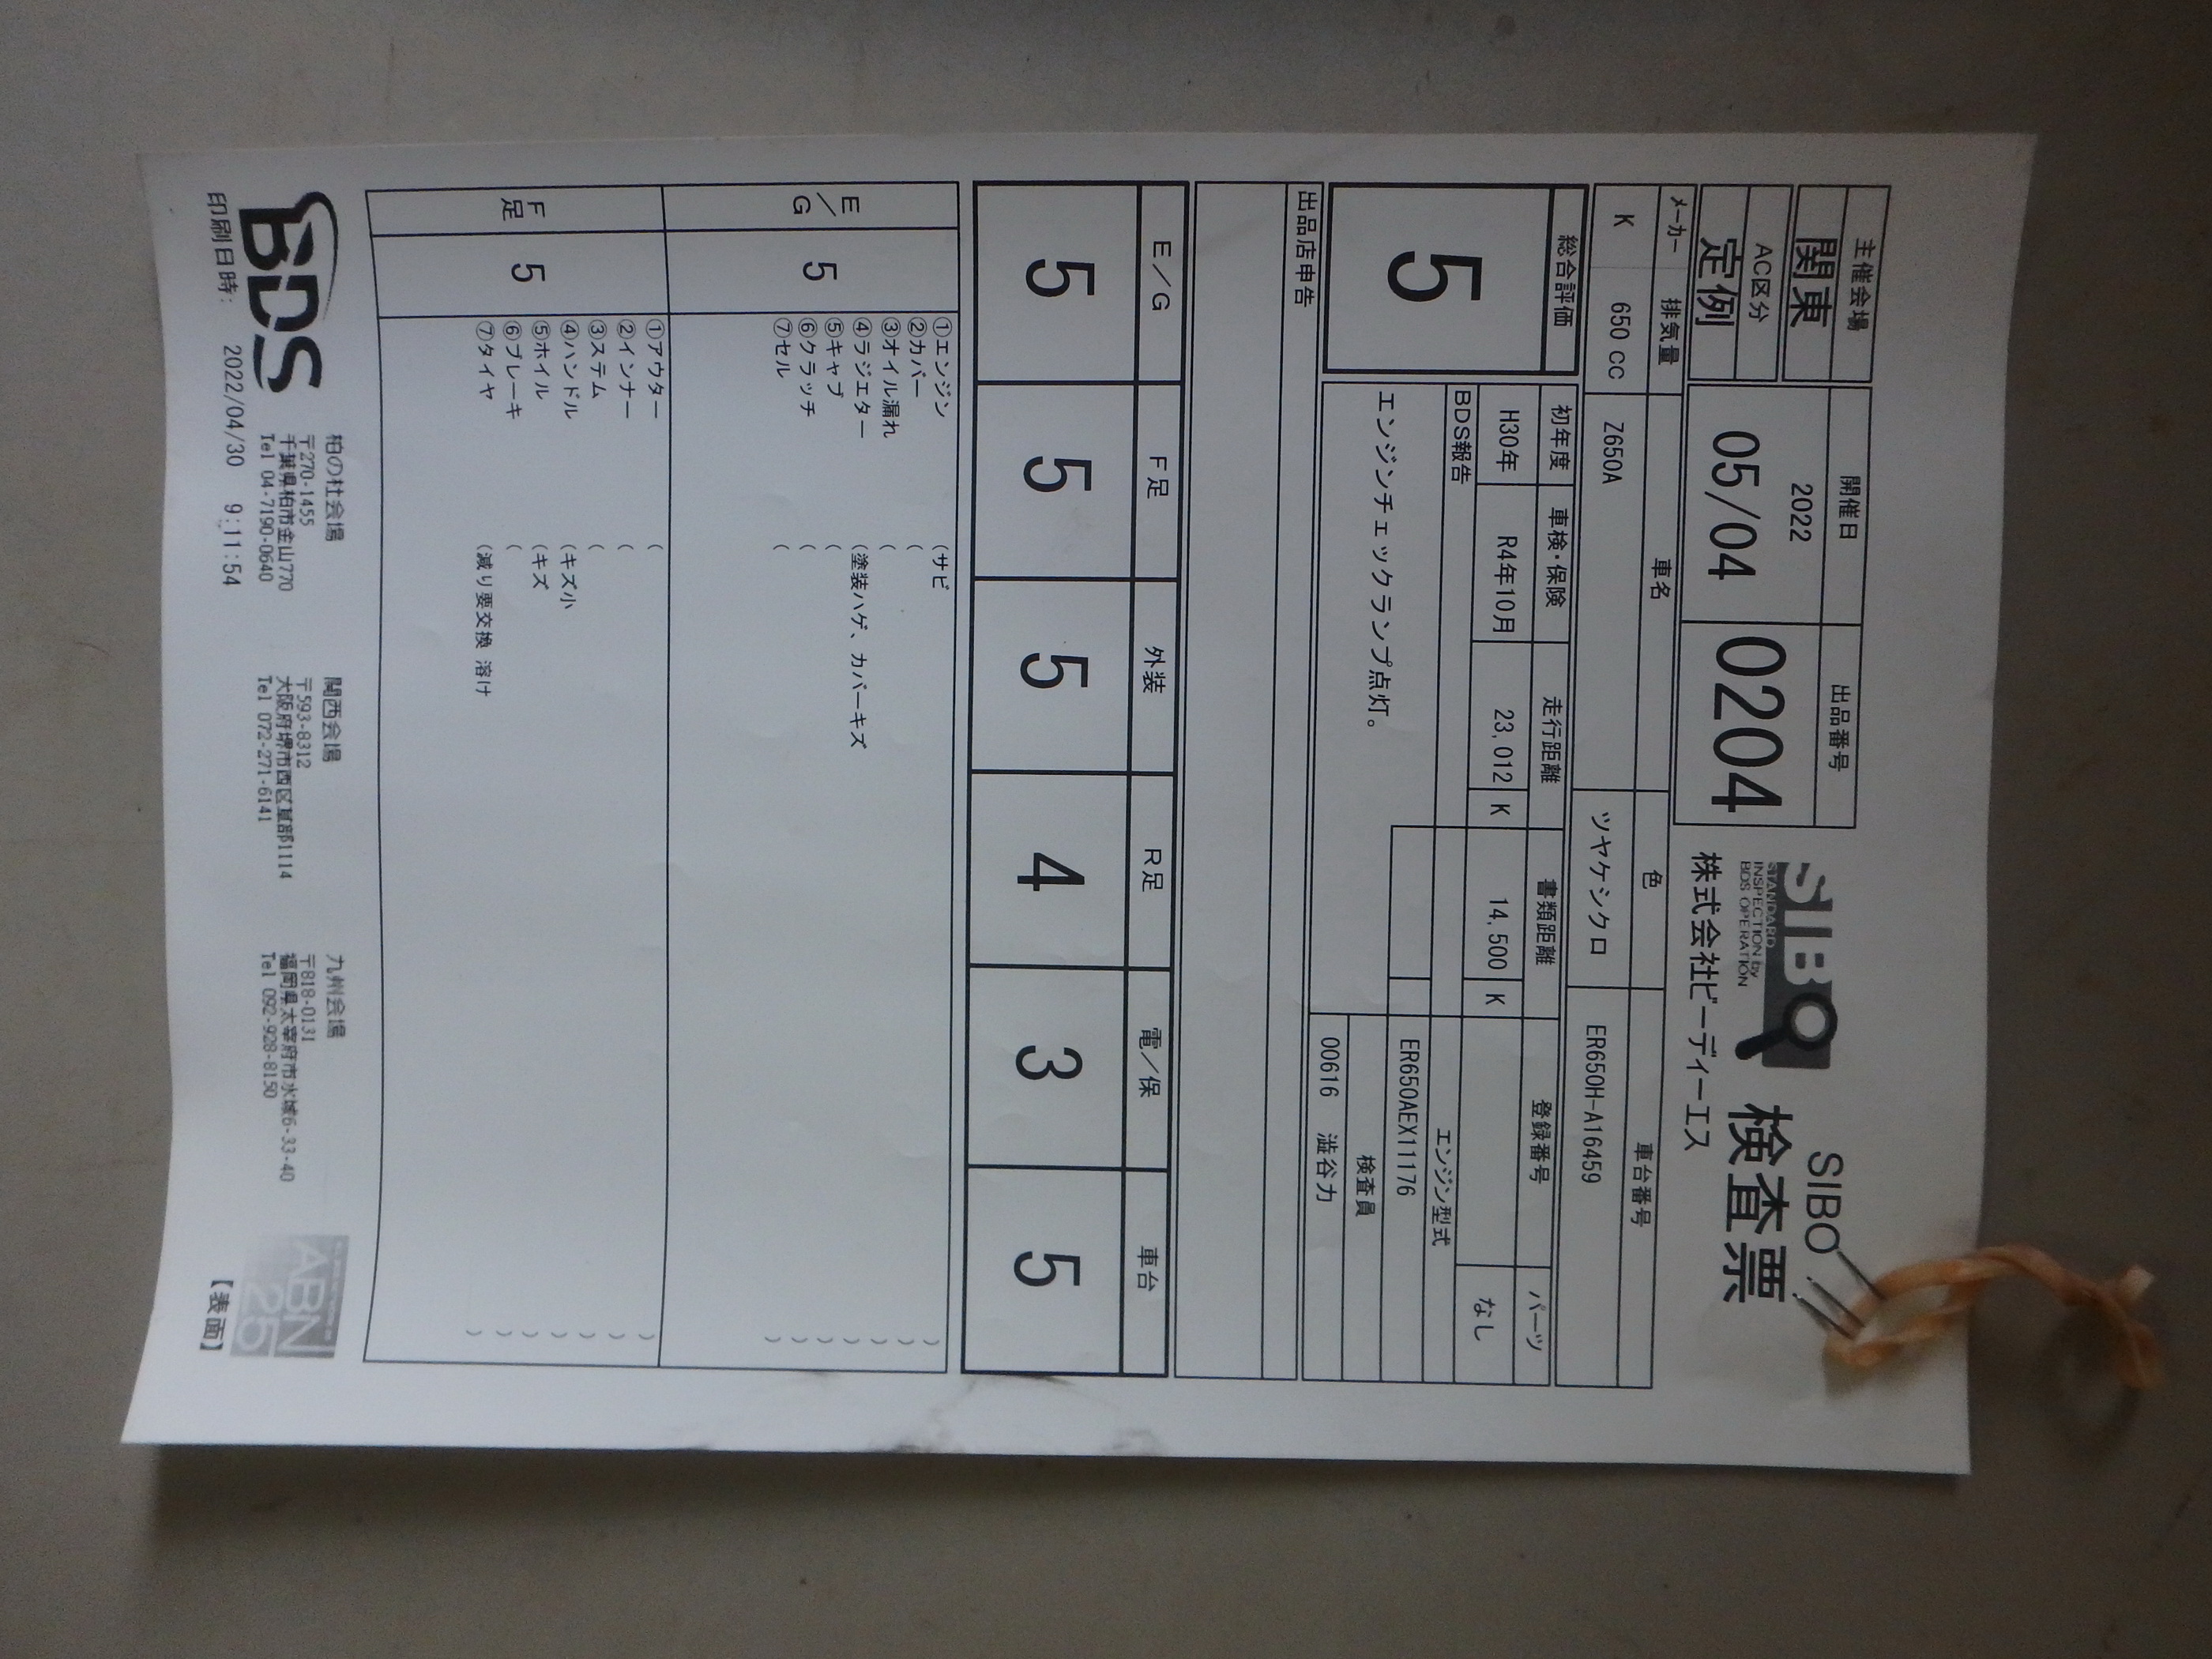 主催会場 開催日 出品番号
関東 2022 05/04 0204
AC区分
定例
SIBO
STANDARD
INSPECTION by
BDS OPERATION
SIBO
検査票
株式会社ビーディーエス
メーカー 排気量 車名 色 車台番号
K 650 CC Z650A ツヤケシクロ ER650H-A16459
総合評価 初年度 車検・保険 走行距離 書類距離 登録番号 パーツ
5 H30年 R4年10月 23,012 K 14,500 K なし
BDS報告 エンジン型式
エンジンチェックランプ点灯。 ER650AEX11176
検査員
00616 澁谷力
出品店申告
E/G F足 外装 R足 電/保 車台
5 5 5 4 3 5
E/G 5
①エンジン (サビ )
②カバー ( )
③オイル漏れ ( )
④ラジエター (塗装ハゲ、カバーキズ )
⑤キャブ ( )
⑥クラッチ ( )
⑦セル ( )
F足 5
①アウター ( )
②インナー ( )
③ステム ( )
④ハンドル (キズ小 )
⑤ホイル (キズ )
⑥ブレーキ ( )
⑦タイヤ (減り要交換 溶け )
BDS
柏の杜会場
〒270-1455
千葉県柏市金山770
Tel 04-7190-0640
関西会場
〒593-8312
大阪府堺市西区草部1114
Tel 072-271-6141
九州会場
〒818-0131
福岡県太宰府市水城6-33-40
Tel 092-928-8150
ABN
25
印刷日時: 2022/04/30 9:11:54
【表面】